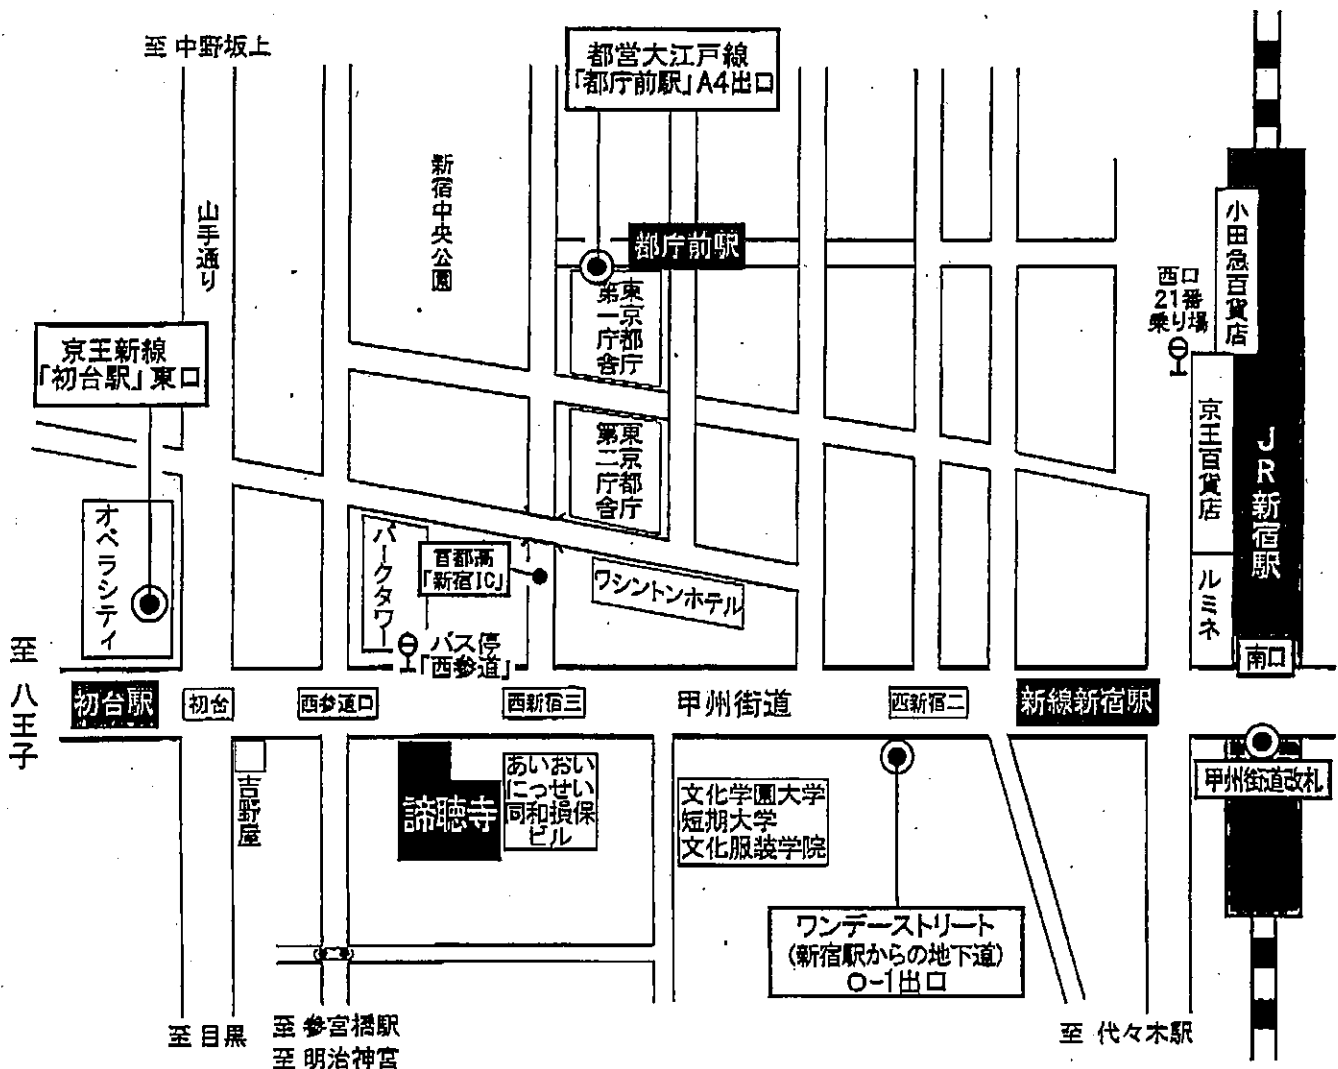 至 中野坂上
都営大江戸線
「都庁前駅」A4出口
新宿中央公園
山手通り
都庁前駅
小田急百貨店
西口
21番
乗り場
東京都庁
第一庁舎
京王新線
「初台駅」東口
京王百貨店
JR新宿駅
東京都庁
第二庁舎
オペラシティ
パークタワー
首都高
「新宿IC」
ワシントンホテル
ルミネ
バス停
「西参道」
南口
至 八王子
初台駅
初台
西参道口
西新宿三
甲州街道
西新宿二
新線新宿駅
甲州街道改札
吉野屋
諦聴寺
あいおい
にっせい
同和損保
ビル
文化学園大学
短期大学
文化服装学院
ワンデーストリート
(新宿駅からの地下道)
O-1出口
至 目黒
至 参宮橋駅
至 明治神宮
至 代々木駅